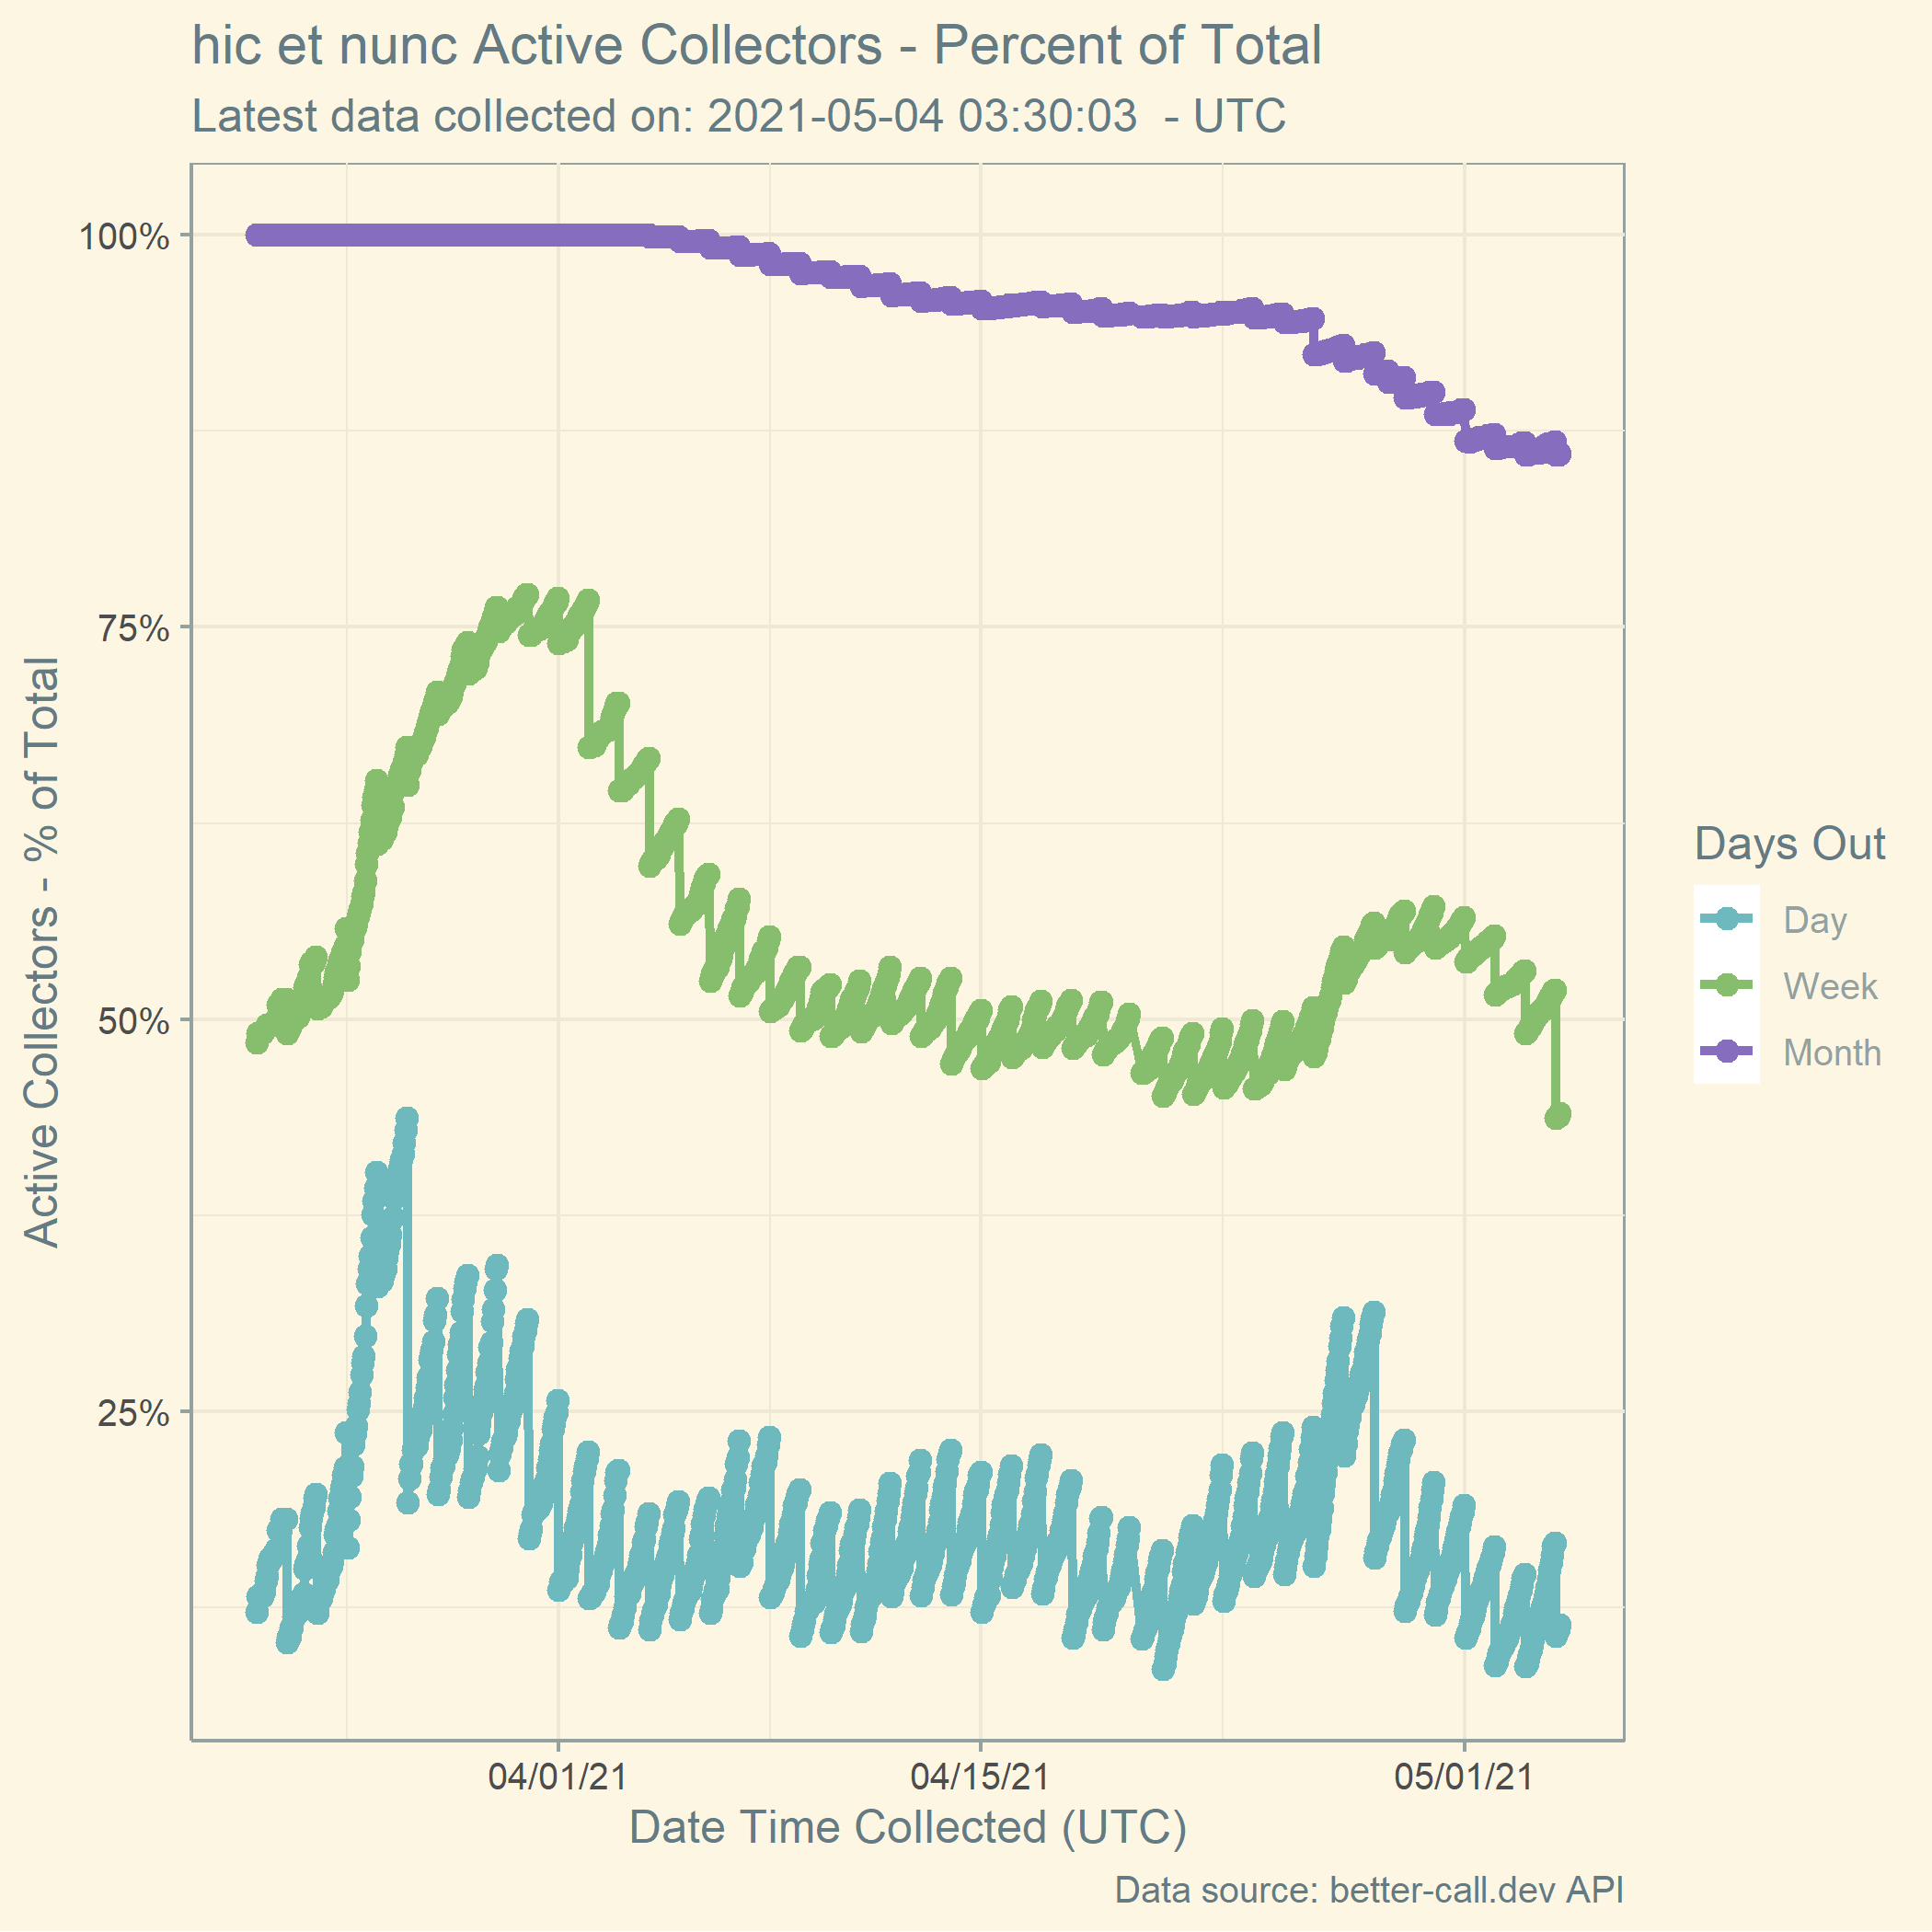 hic et nunc Active Collectors - Percent of Total
Latest data collected on: 2021-05-04 03:30:03  - UTC
Active Collectors - % of Total
100%
75%
50%
25%
04/01/21
04/15/21
05/01/21
Date Time Collected (UTC)
Days Out
Day
Week
Month
Data source: better-call.dev API